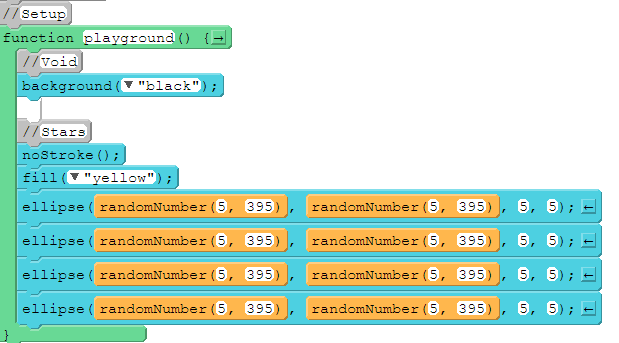 //Setup
function playground() {→
//Void
background(▼"black");
//Stars
noStroke();
fill(▼"yellow");
ellipse(randomNumber(5, 395), randomNumber(5, 395), 5, 5);←
ellipse(randomNumber(5, 395), randomNumber(5, 395), 5, 5);←
ellipse(randomNumber(5, 395), randomNumber(5, 395), 5, 5);←
ellipse(randomNumber(5, 395), randomNumber(5, 395), 5, 5);←
}